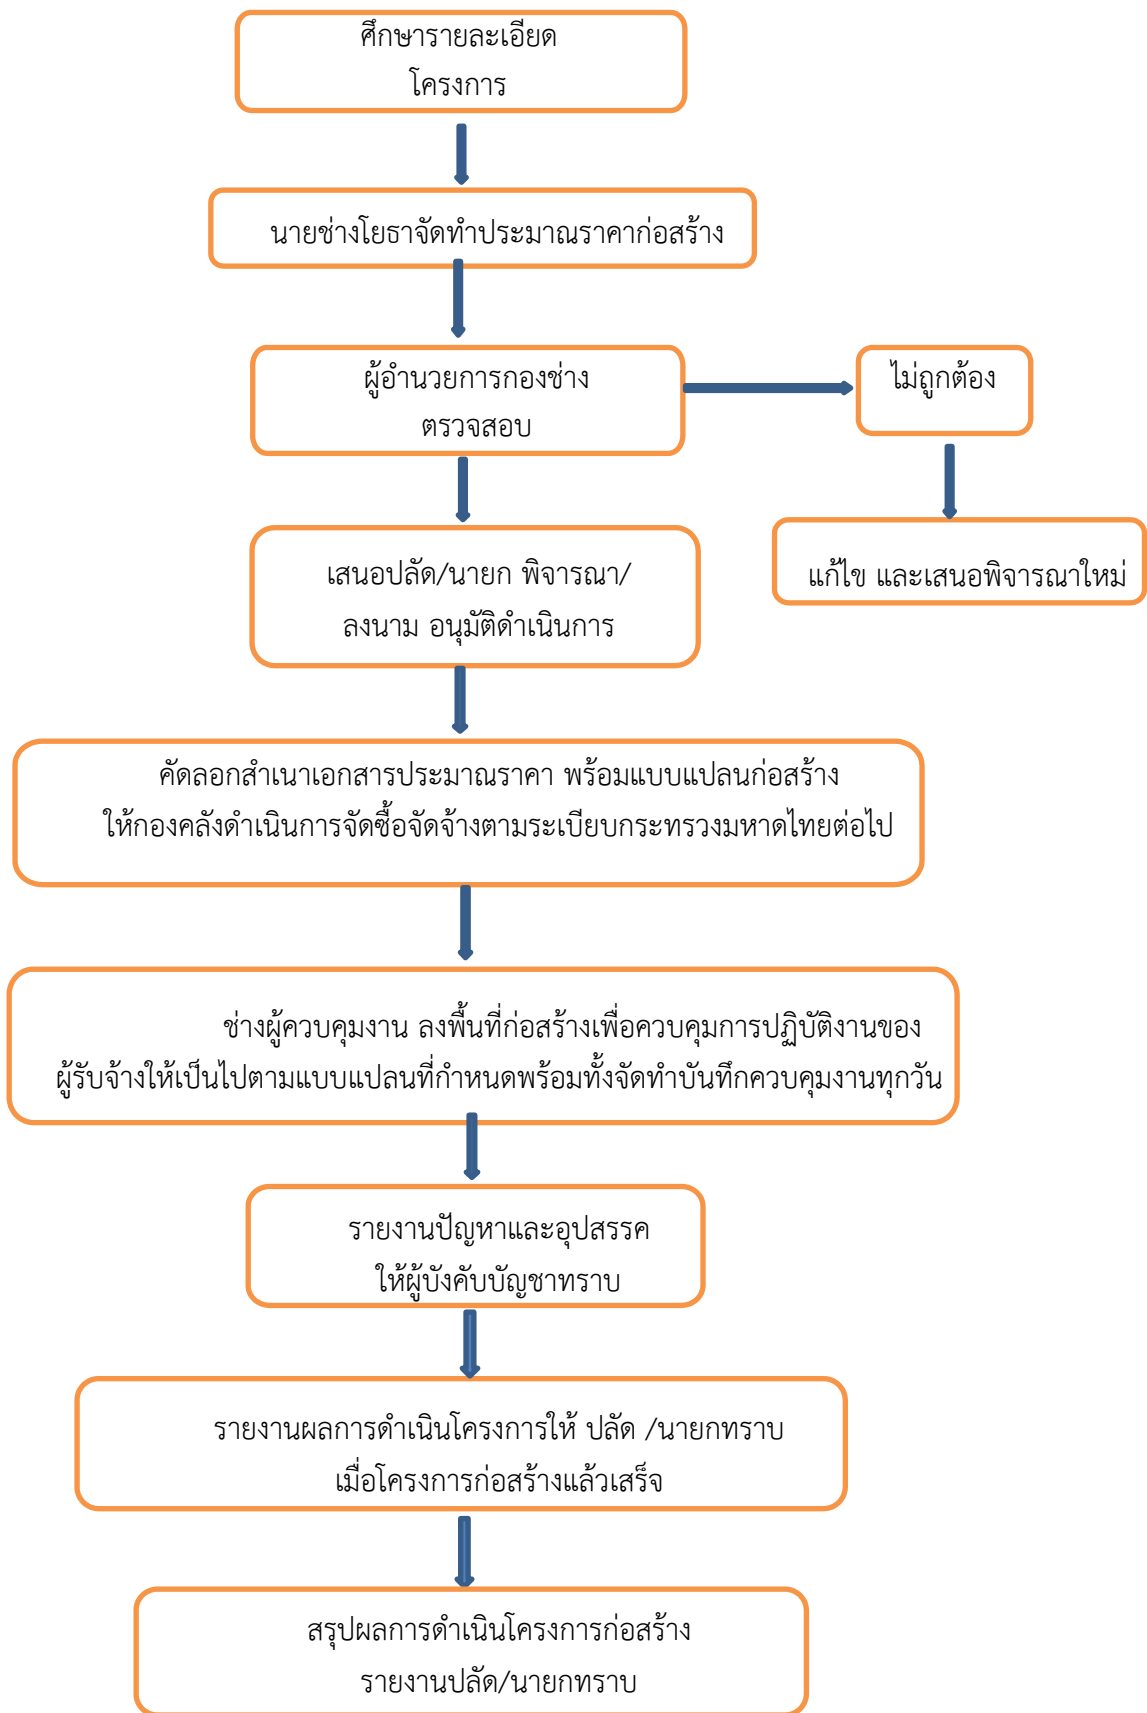 ศึกษารายละเอียด
โครงการ
นายช่างโยธาจัดทำประมาณราคาก่อสร้าง
ผู้อำนวยการกองช่าง
ตรวจสอบ
ไม่ถูกต้อง
แก้ไข และเสนอพิจารณาใหม่
เสนอปลัด/นายก พิจารณา/
ลงนาม อนุมัติดำเนินการ
คัดลอกสำเนาเอกสารประมาณราคา พร้อมแบบแปลนก่อสร้าง
ให้กองคลังดำเนินการจัดซื้อจัดจ้างตามระเบียบกระทรวงมหาดไทยต่อไป
ช่างผู้ควบคุมงาน ลงพื้นที่ก่อสร้างเพื่อควบคุมการปฏิบัติงานของ
ผู้รับจ้างให้เป็นไปตามแบบแปลนที่กำหนดพร้อมทั้งจัดทำบันทึกควบคุมงานทุกวัน
รายงานปัญหาและอุปสรรค
ให้ผู้บังคับบัญชาทราบ
รายงานผลการดำเนินโครงการให้ ปลัด /นายกทราบ
เมื่อโครงการก่อสร้างแล้วเสร็จ
สรุปผลการดำเนินโครงการก่อสร้าง
รายงานปลัด/นายกทราบ